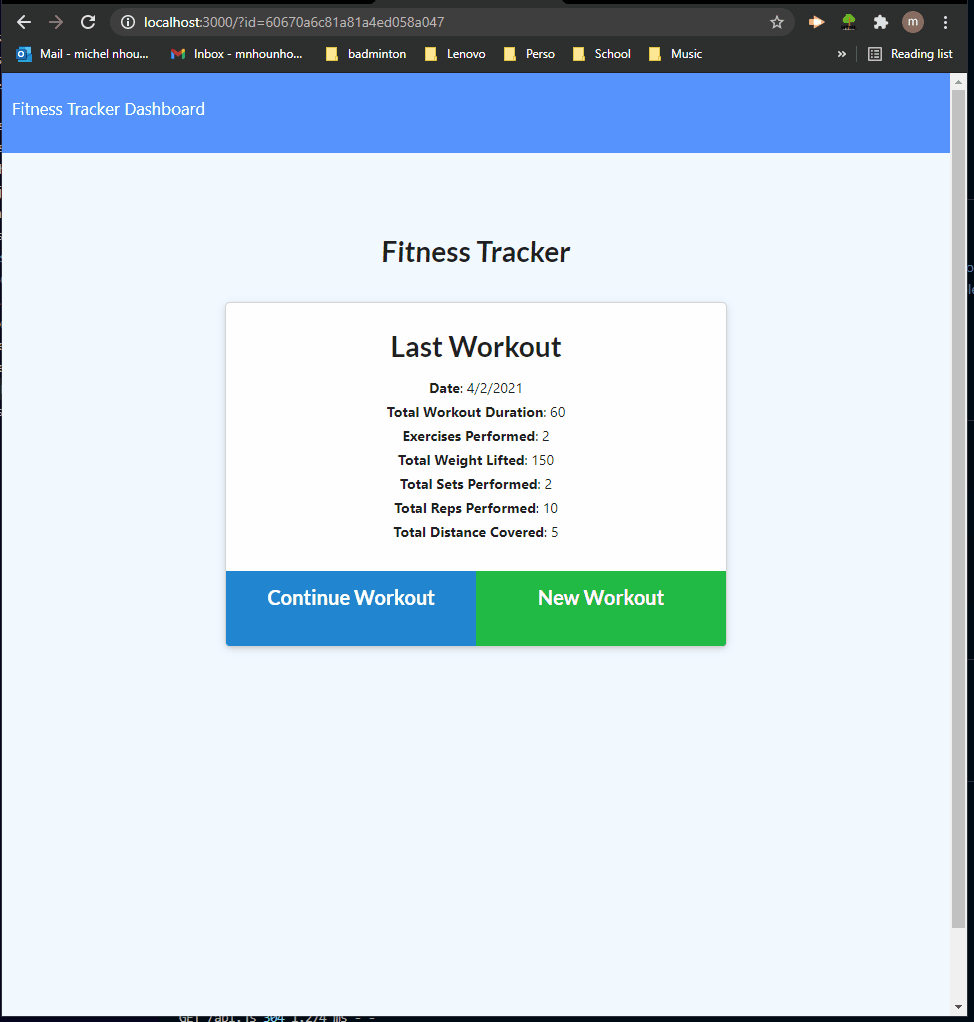 localhost:3000/?id=60670a6c81a81a4ed058a047
m
Mail - michel nhou... Inbox - mnhounho... badminton Lenovo Perso School Music » Reading list
Fitness Tracker Dashboard
Fitness Tracker
Last Workout
Date: 4/2/2021
Total Workout Duration: 60
Exercises Performed: 2
Total Weight Lifted: 150
Total Sets Performed: 2
Total Reps Performed: 10
Total Distance Covered: 5
Continue Workout New Workout
GET /api.js 304 1.274 ms - -